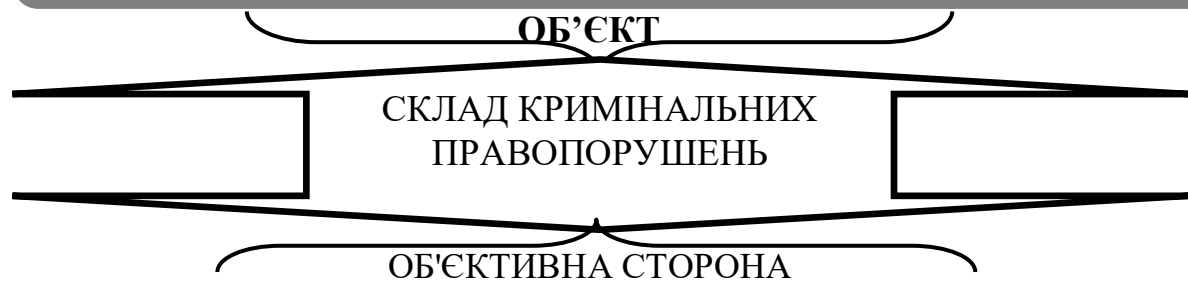 ОБ’ЄКТ
СКЛАД КРИМІНАЛЬНИХ
ПРАВОПОРУШЕНЬ
ОБ'ЄКТИВНА СТОРОНА